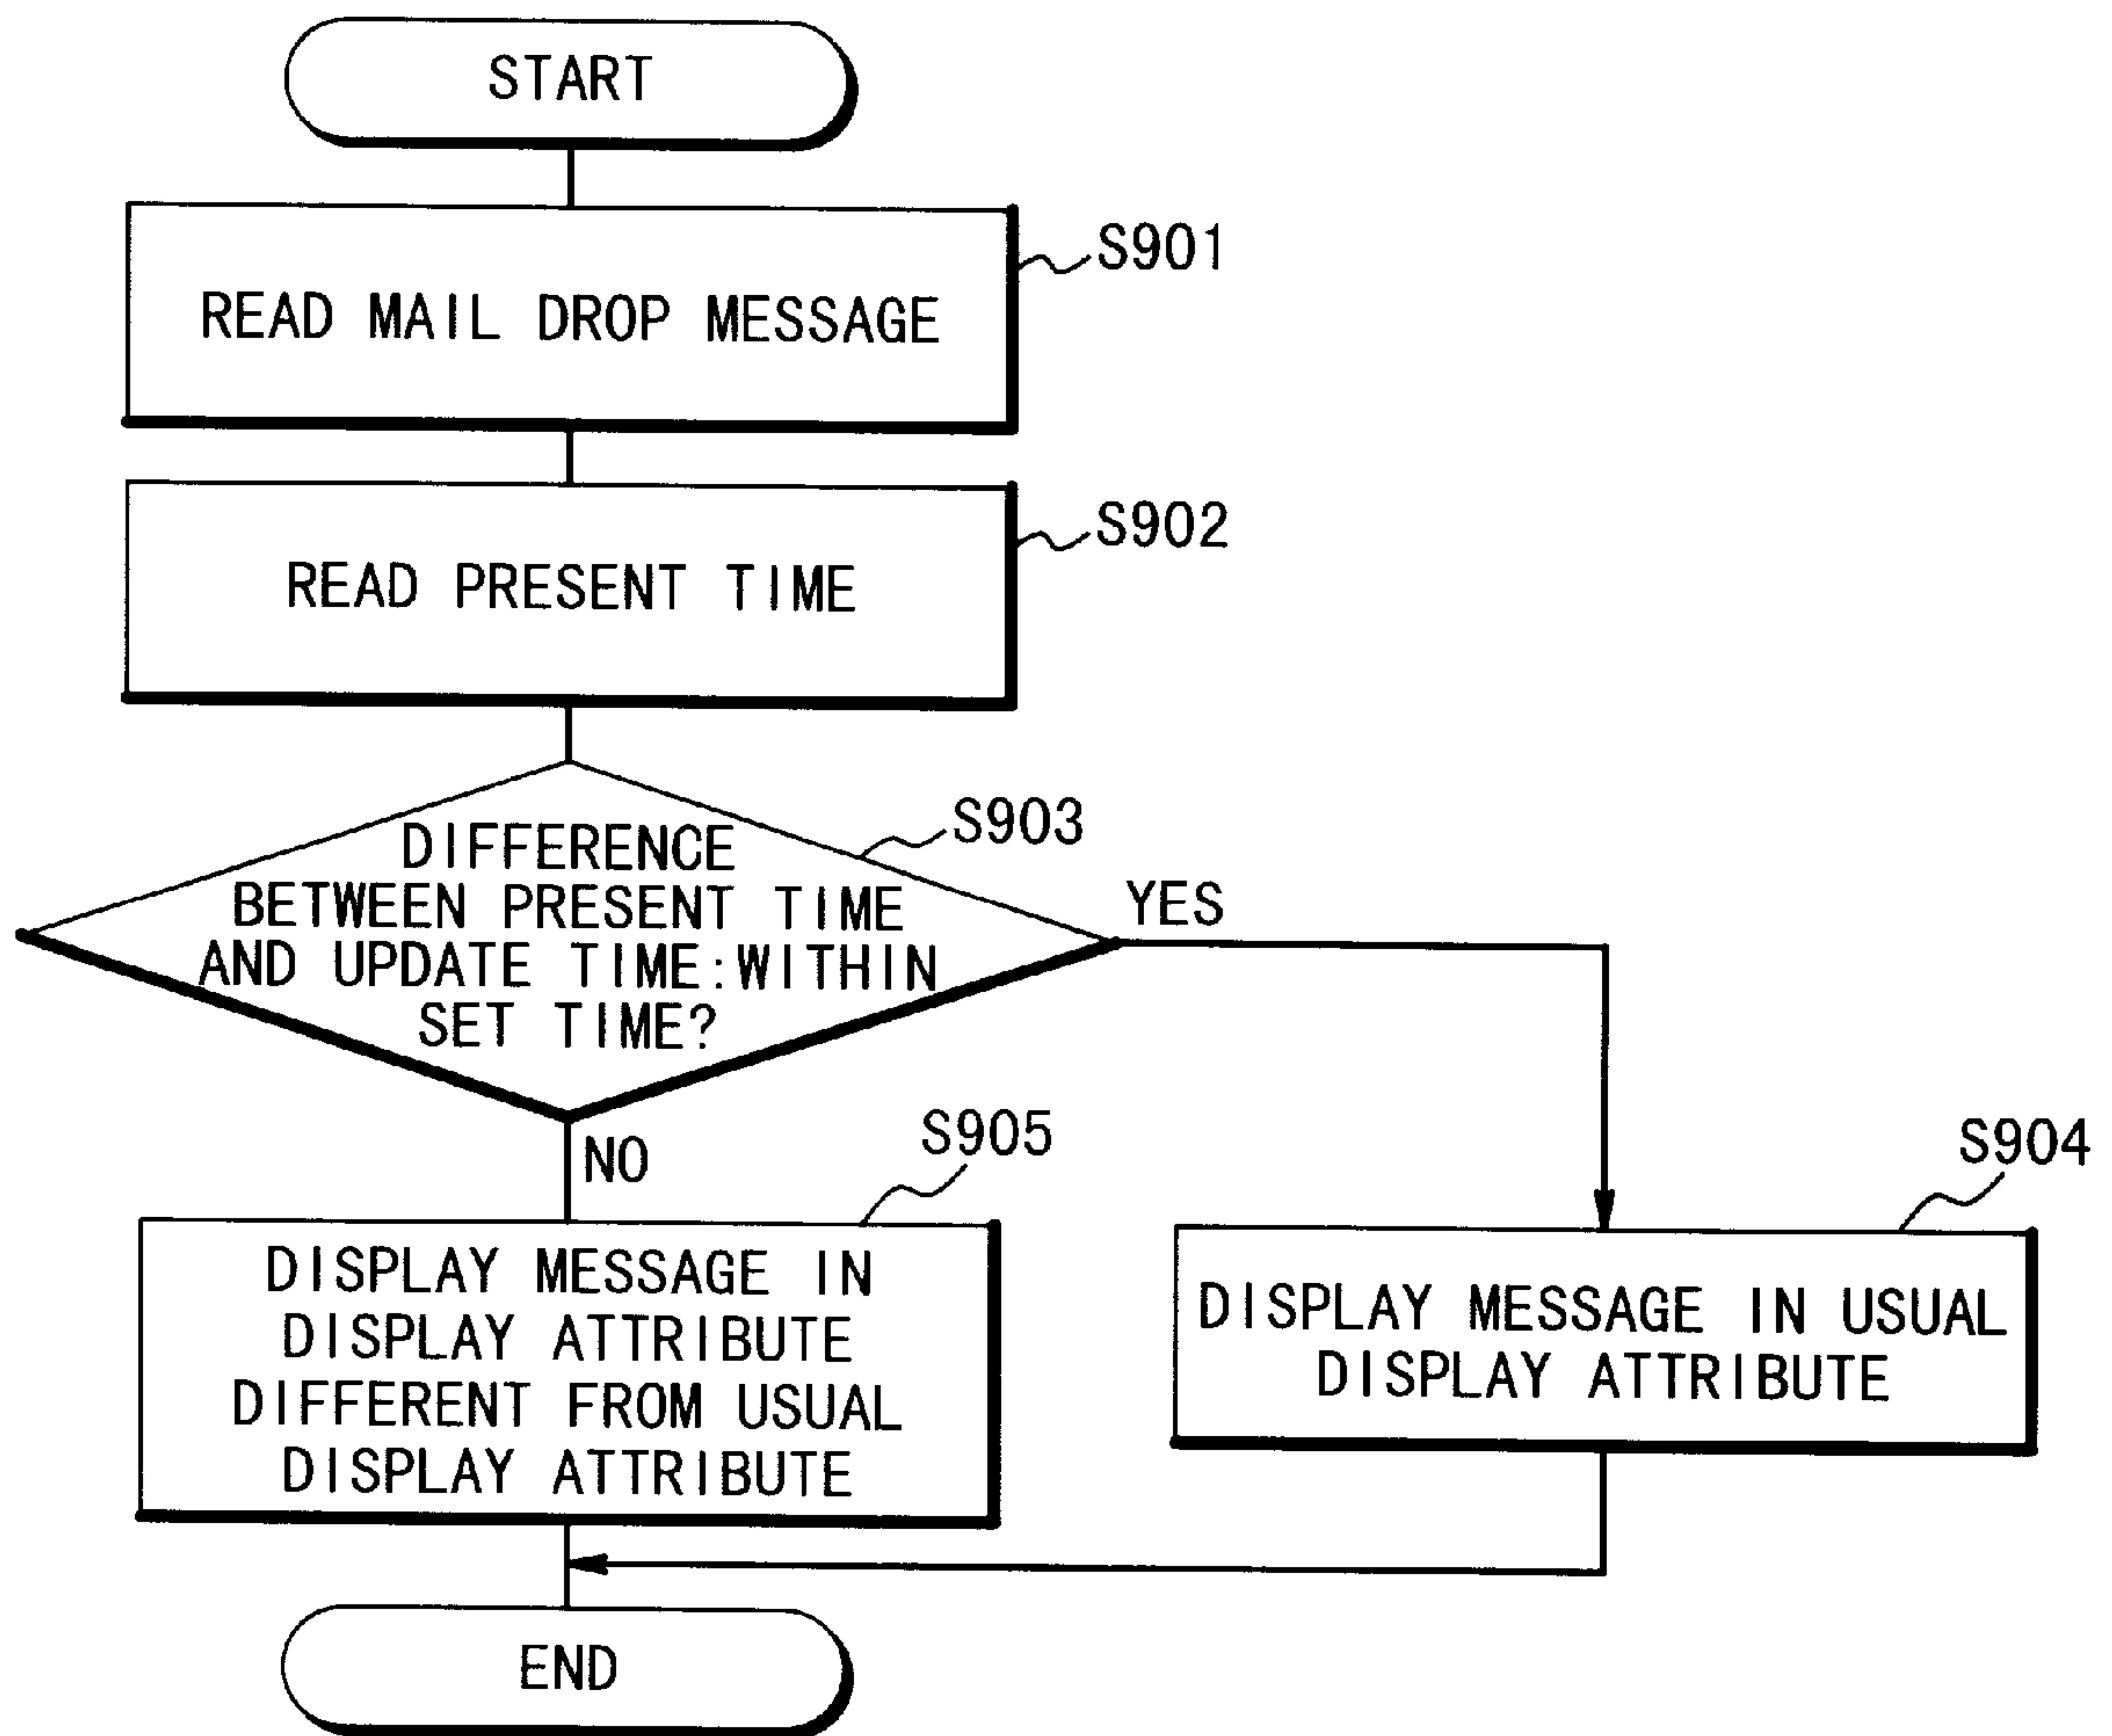 START
S901
READ MAIL DROP MESSAGE
S902
READ PRESENT TIME
S903
DIFFERENCE
BETWEEN PRESENT TIME
AND UPDATE TIME:WITHIN
SET TIME?
YES
NO
S905
DISPLAY MESSAGE IN
DISPLAY ATTRIBUTE
DIFFERENT FROM USUAL
DISPLAY ATTRIBUTE
S904
DISPLAY MESSAGE IN USUAL
DISPLAY ATTRIBUTE
END